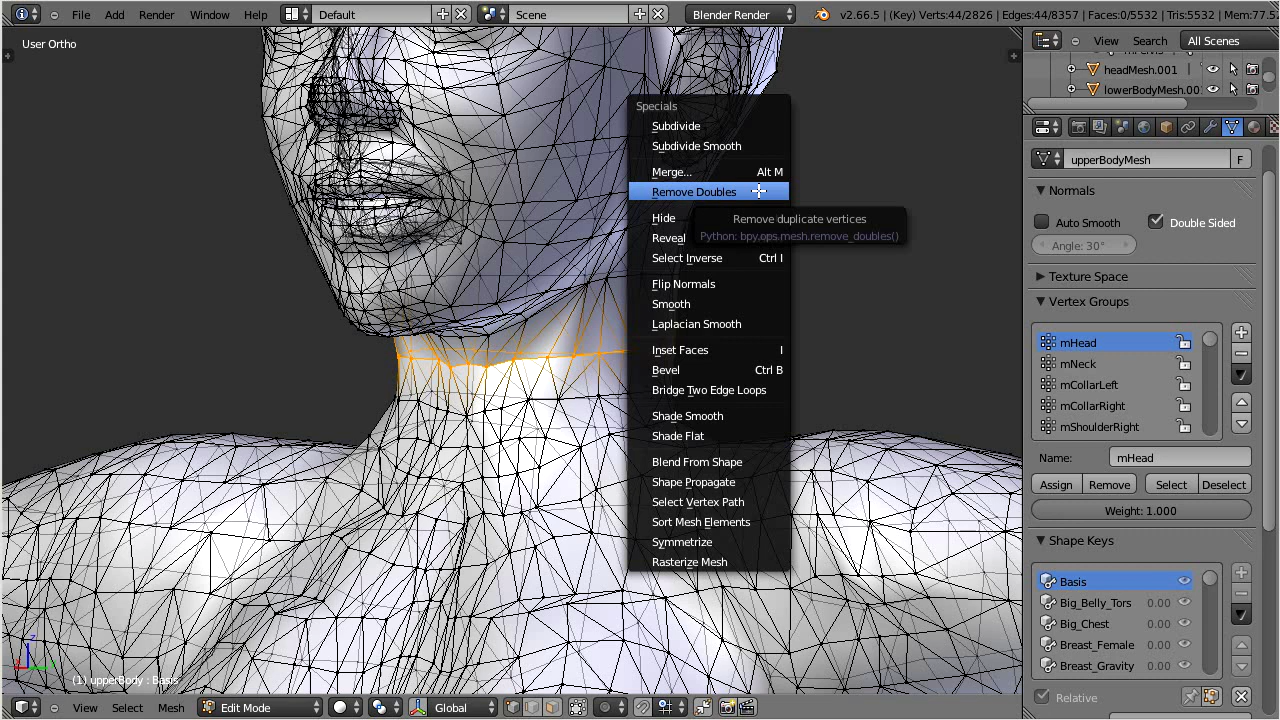 File Add Render Window Help Default Scene Blender Render v2.66.5 | (Key) Verts:44/2826 | Edges:44/8357 | Faces:0/5532 | Tris:5532 | Mem:77.5
User Ortho
View Search All Scenes
headMesh.001
lowerBodyMesh.00
upperBodyMesh F
Normals
Auto Smooth Double Sided
Angle: 30°
Texture Space
Vertex Groups
mHead
mNeck
mCollarLeft
mCollarRight
mShoulderRight
Name: mHead
Assign Remove Select Deselect
Weight: 1.000
Shape Keys
Basis
Big_Belly_Tors 0.00
Big_Chest 0.00
Breast_Female 0.00
Breast_Gravity 0.00
Relative
Specials
Subdivide
Subdivide Smooth
Merge... Alt M
Remove Doubles
Remove duplicate vertices
Python: bpy.ops.mesh.remove_doubles()
Hide
Reveal
Select Inverse Ctrl I
Flip Normals
Smooth
Laplacian Smooth
Inset Faces I
Bevel Ctrl B
Bridge Two Edge Loops
Shade Smooth
Shade Flat
Blend From Shape
Shape Propagate
Select Vertex Path
Sort Mesh Elements
Symmetrize
Rasterize Mesh
z
(1) upperBody : Basis
View Select Mesh Edit Mode Global